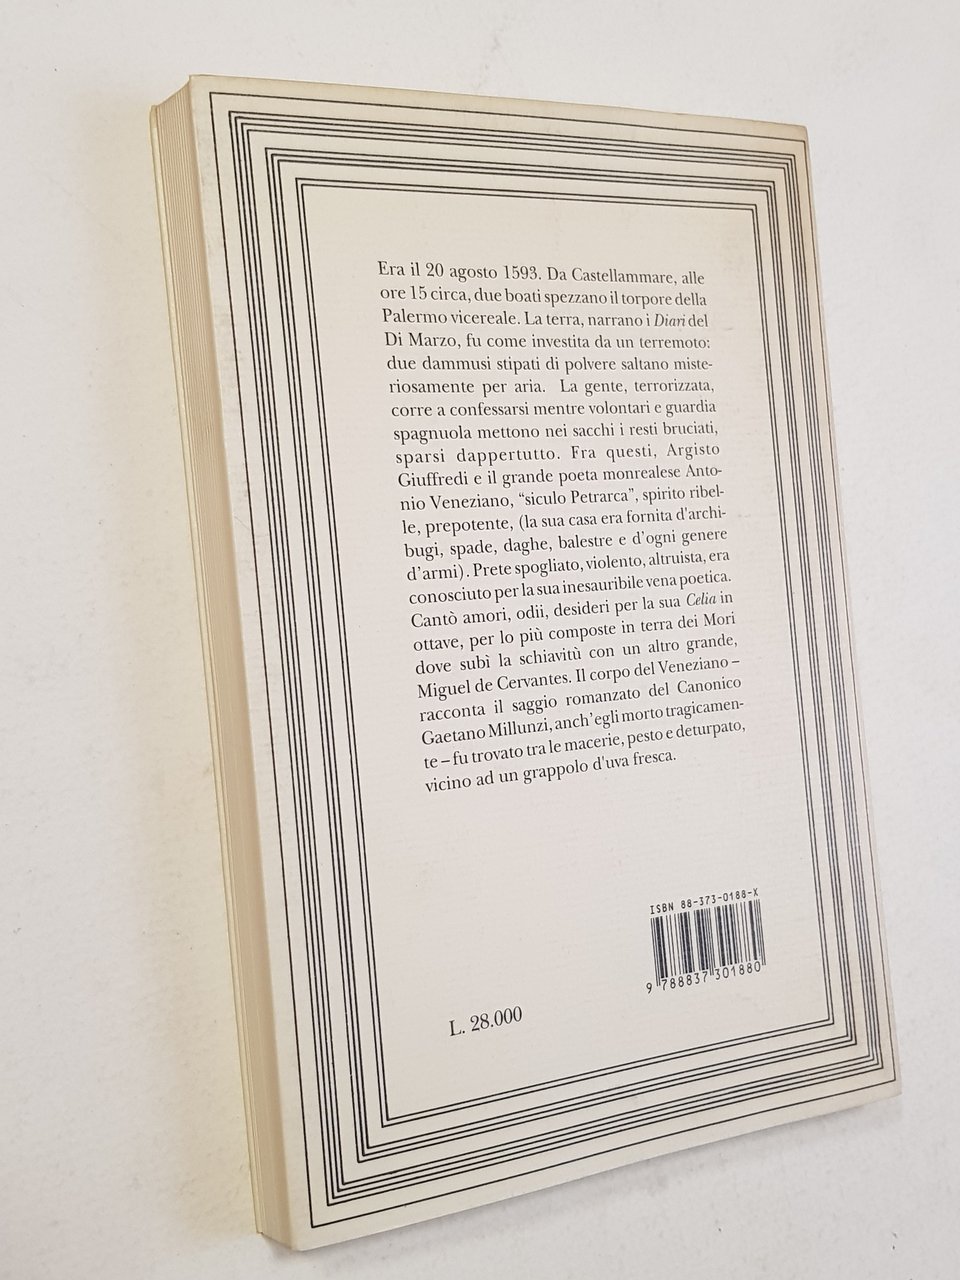 Era il 20 agosto 1593. Da Castellammare, alle
ore 15 circa, due boati spezzano il torpore della
Palermo vicereale. La terra, narrano i Diari del
Di Marzo, fu come investita da un terremoto:
due dammusi stipati di polvere saltano miste-
riosamente per aria. La gente, terrorizzata,
corre a confessarsi mentre volontari e guardia
spagnuola mettono nei sacchi i resti bruciati,
sparsi dappertutto. Fra questi, Argisto
Giuffredi e il grande poeta monrealese Anto-
nio Veneziano, “siculo Petrarca”, spirito ribel-
le, prepotente, (la sua casa era fornita d'archi-
bugi, spade, daghe, balestre e d'ogni genere
d'armi). Prete spogliato, violento, altruista, era
conosciuto per la sua inesauribile vena poetica.
Cantò amori, odii, desideri per la sua Celia in
ottave, per lo più composte in terra dei Mori
dove subì la schiavitù con un altro grande,
Miguel de Cervantes. Il corpo del Veneziano –
racconta il saggio romanzato del Canonico
Gaetano Millunzi, anch'egli morto tragicamen-
te – fu trovato tra le macerie, pesto e deturpato,
vicino ad un grappolo d'uva fresca.
ISBN 88-373-0188-X
9 788837 301880
L. 28.000